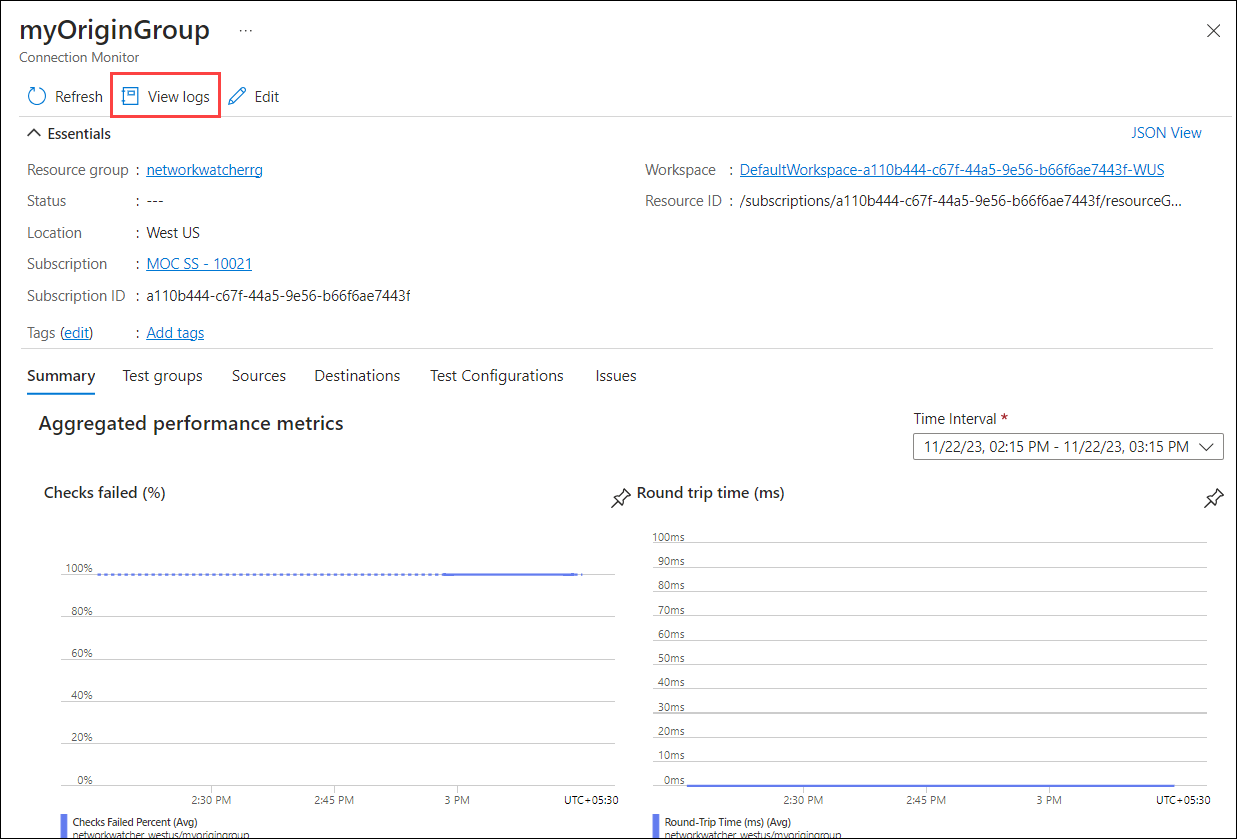 myOriginGroup ...
Connection Monitor
Refresh View logs Edit
Essentials JSON View
Resource group : networkwatcherrg
Workspace : DefaultWorkspace-a110b444-c67f-44a5-9e56-b66f6ae7443f-WUS
Status : ---
Resource ID : /subscriptions/a110b444-c67f-44a5-9e56-b66f6ae7443f/resourceG...
Location : West US
Subscription : MOC SS - 10021
Subscription ID : a110b444-c67f-44a5-9e56-b66f6ae7443f
Tags (edit) : Add tags
Summary Test groups Sources Destinations Test Configurations Issues
Aggregated performance metrics
Time Interval *
11/22/23, 02:15 PM - 11/22/23, 03:15 PM
Checks failed (%)
100%
80%
60%
40%
20%
0%
2:30 PM 2:45 PM 3 PM UTC+05:30
Checks Failed Percent (Avg)
networkwatcher_westus/myorigingroup
Round trip time (ms)
100ms
90ms
80ms
70ms
60ms
50ms
40ms
30ms
20ms
10ms
0ms
2:30 PM 2:45 PM 3 PM UTC+05:30
Round-Trip Time (ms) (Avg)
networkwatcher_westus/myorigingroup